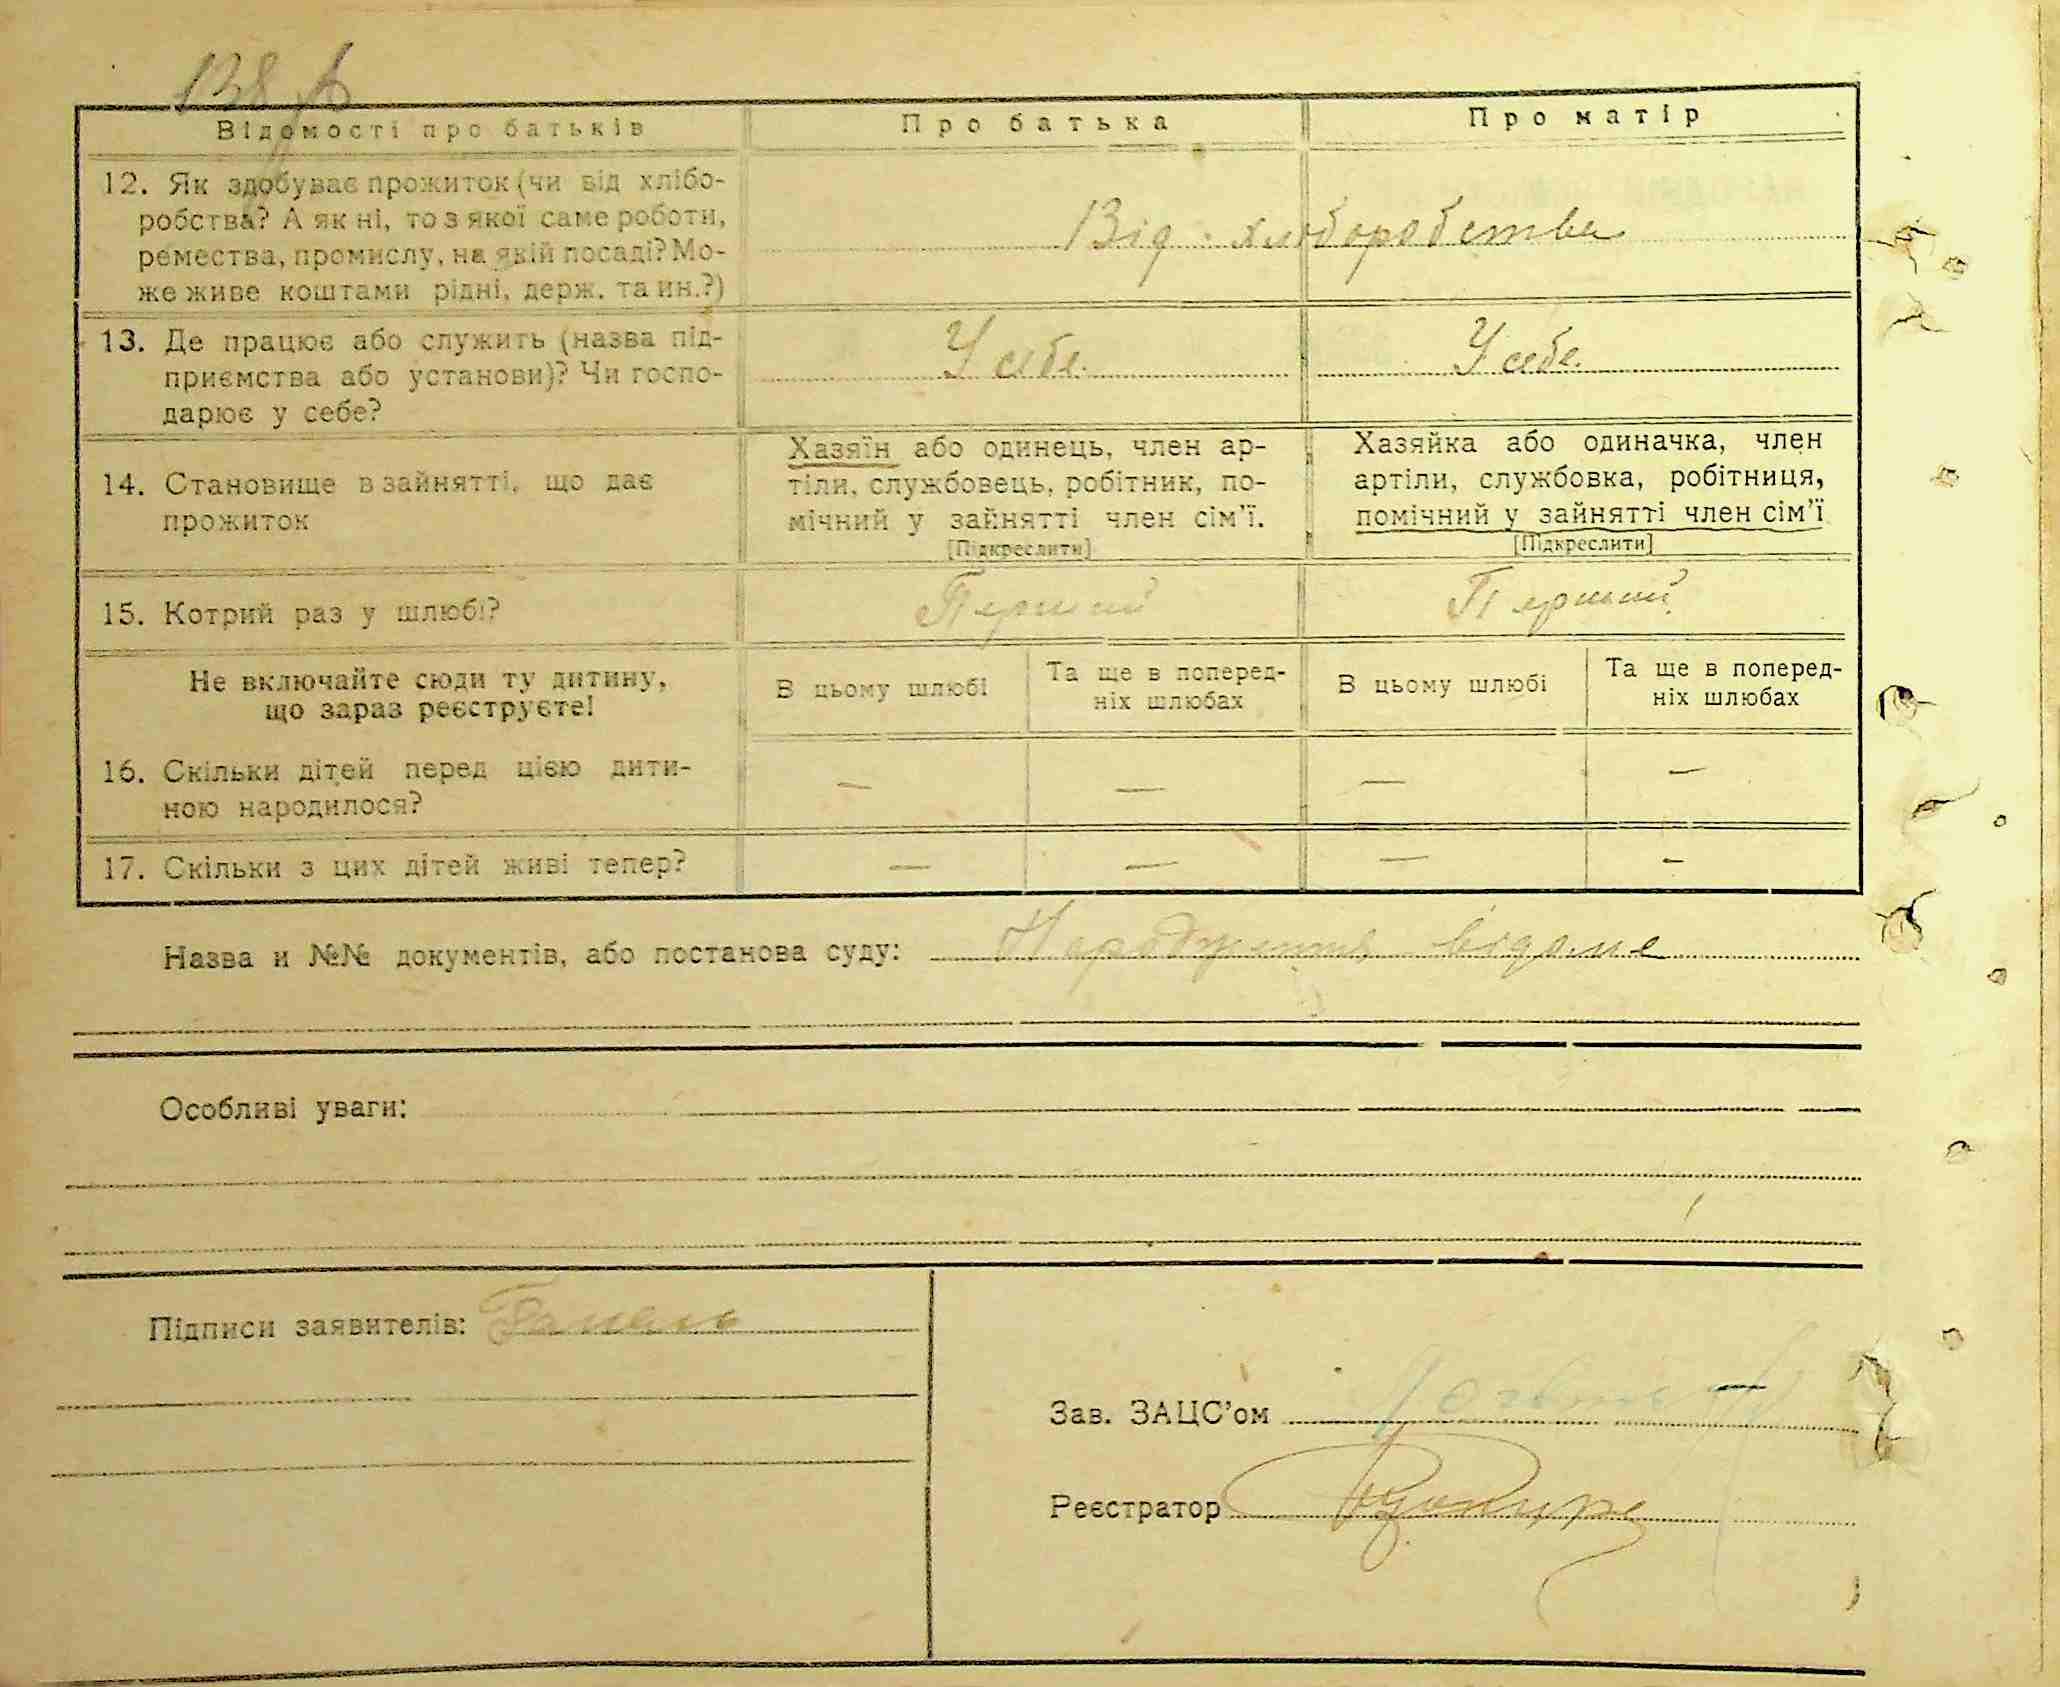 138
Відомості про батьків
Про батька
Про матір
12. Як здобуває прожиток (чи від хлібо-
робства? А як ні, то з якої саме роботи,
ремества, промислу, на якій посаді? Мо-
же живе коштами рідні, держ. та ин.?)
Від хліборобства
13. Де працює або служить (назва під-
приємства або установи)? Чи госпо-
дарює у себе?
У себе.
У себе.
14. Становище в зайнятті, що дає
прожиток
Хазяїн або одинець, член ар-
тіли, службовець, робітник, по-
мічний у зайнятті член сім'ї.
[Підкреслити]
Хазяйка або одиначка, член
артіли, службовка, робітниця,
помічний у зайнятті член сім'ї
[Підкреслити]
15. Котрий раз у шлюбі?
Перший
Перший
Не включайте сюди ту дитину,
що зараз реєструєте!
В цьому шлюбі
Та ще в поперед-
ніх шлюбах
В цьому шлюбі
Та ще в поперед-
ніх шлюбах
16. Скільки дітей перед цією дити-
ною народилося?
— — — —
17. Скільки з цих дітей живі тепер?
— — — —
Назва и №№ документів, або постанова суду: Народження відоме
Особливі уваги:
Підписи заявителів:
Зав. ЗАЦС'ом
Реєстратор